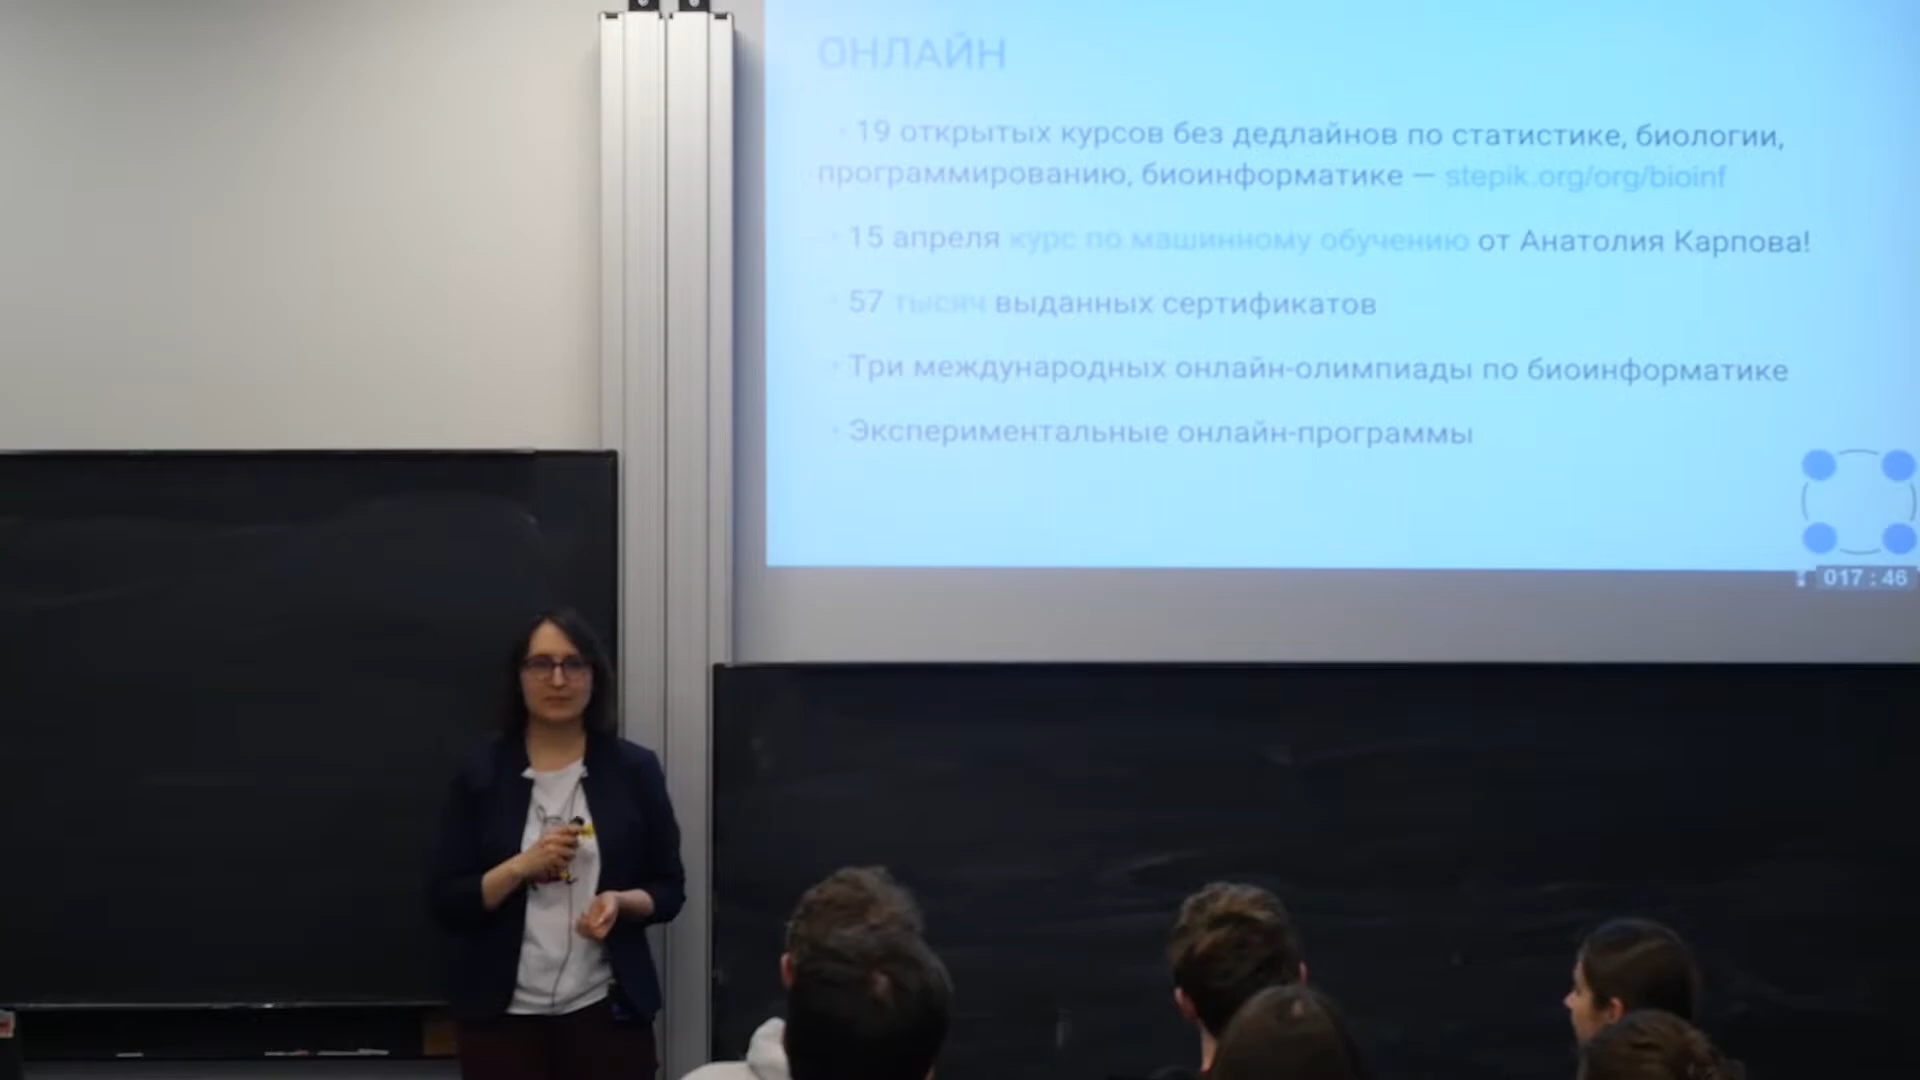 ОНЛАЙН
· 19 открытых курсов без дедлайнов по статистике, биологии,
программированию, биоинформатике — stepik.org/org/bioinf
· 15 апреля курс по машинному обучению от Анатолия Карпова!
· 57 тысяч выданных сертификатов
· Три международных онлайн-олимпиады по биоинформатике
· Экспериментальные онлайн-программы
017 : 46